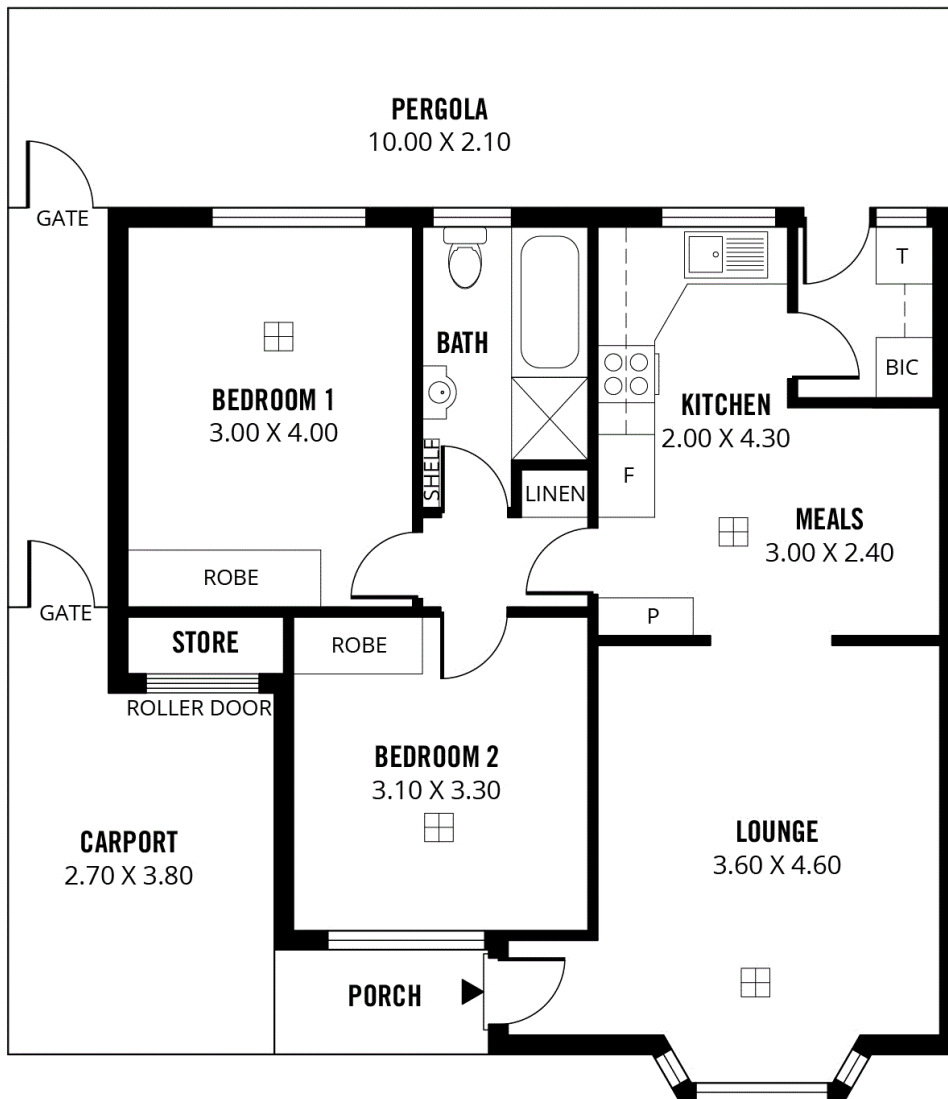 PERGOLA
10.00 X 2.10
GATE
T
BATH
BIC
BEDROOM 1
3.00 X 4.00
KITCHEN
2.00 X 4.30
SHELF
F
LINEN
MEALS
3.00 X 2.40
ROBE
GATE
P
STORE
ROBE
ROLLER DOOR
BEDROOM 2
3.10 X 3.30
CARPORT
2.70 X 3.80
LOUNGE
3.60 X 4.60
PORCH